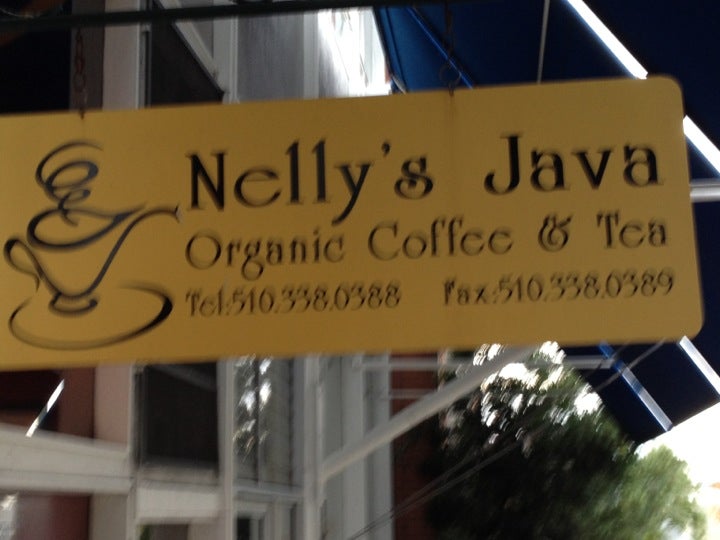 Nelly's Java
Organic Coffee & Tea
Tel:510.338.0388 Fax:510.338.0389